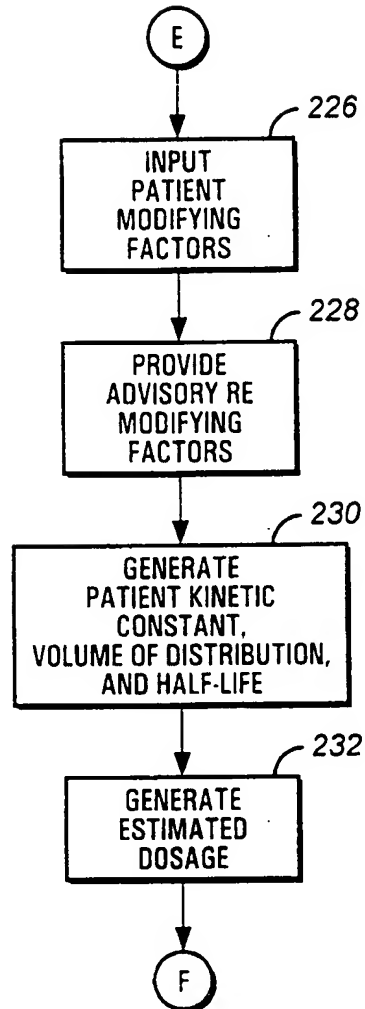 E
226
INPUT
PATIENT
MODIFYING
FACTORS
228
PROVIDE
ADVISORY RE
MODIFYING
FACTORS
230
GENERATE
PATIENT KINETIC
CONSTANT,
VOLUME OF DISTRIBUTION,
AND HALF-LIFE
232
GENERATE
ESTIMATED
DOSAGE
F